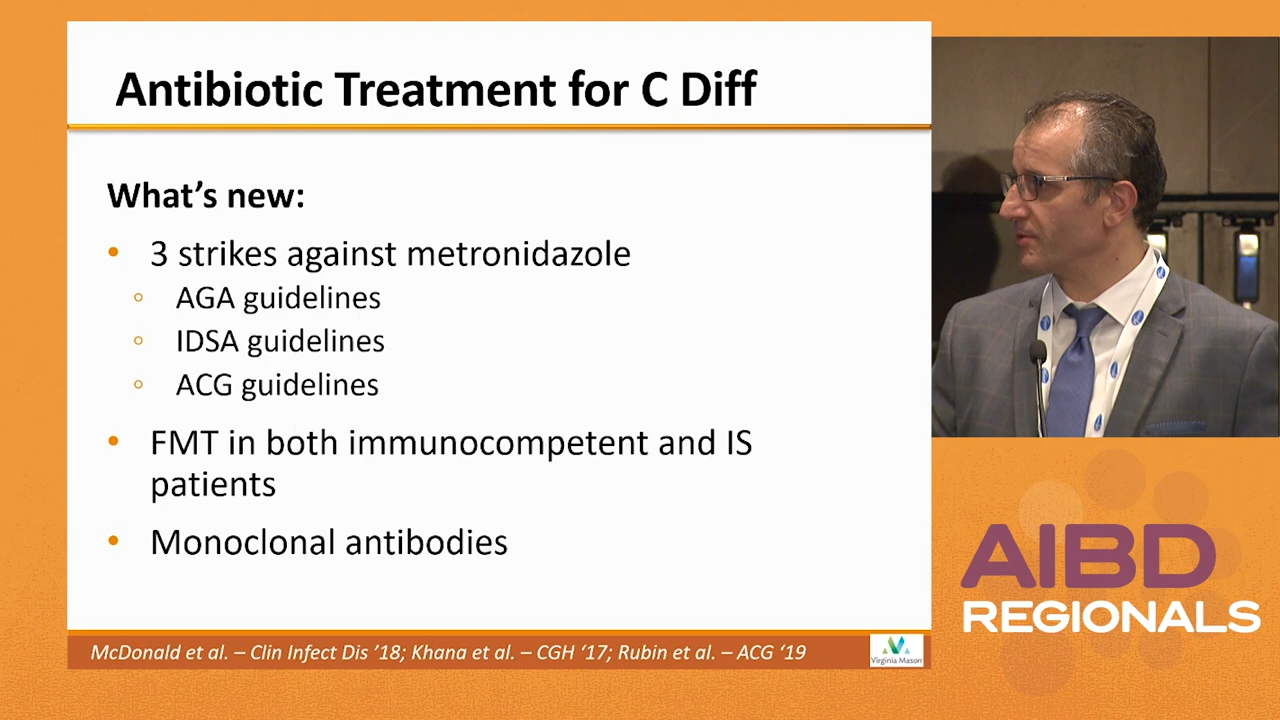 Antibiotic Treatment for C Diff
What's new:
• 3 strikes against metronidazole
◦ AGA guidelines
◦ IDSA guidelines
◦ ACG guidelines
• FMT in both immunocompetent and IS
patients
• Monoclonal antibodies
McDonald et al. – Clin Infect Dis ’18; Khana et al. – CGH ‘17; Rubin et al. – ACG ‘19
Virginia Mason
AIBD
REGIONALS